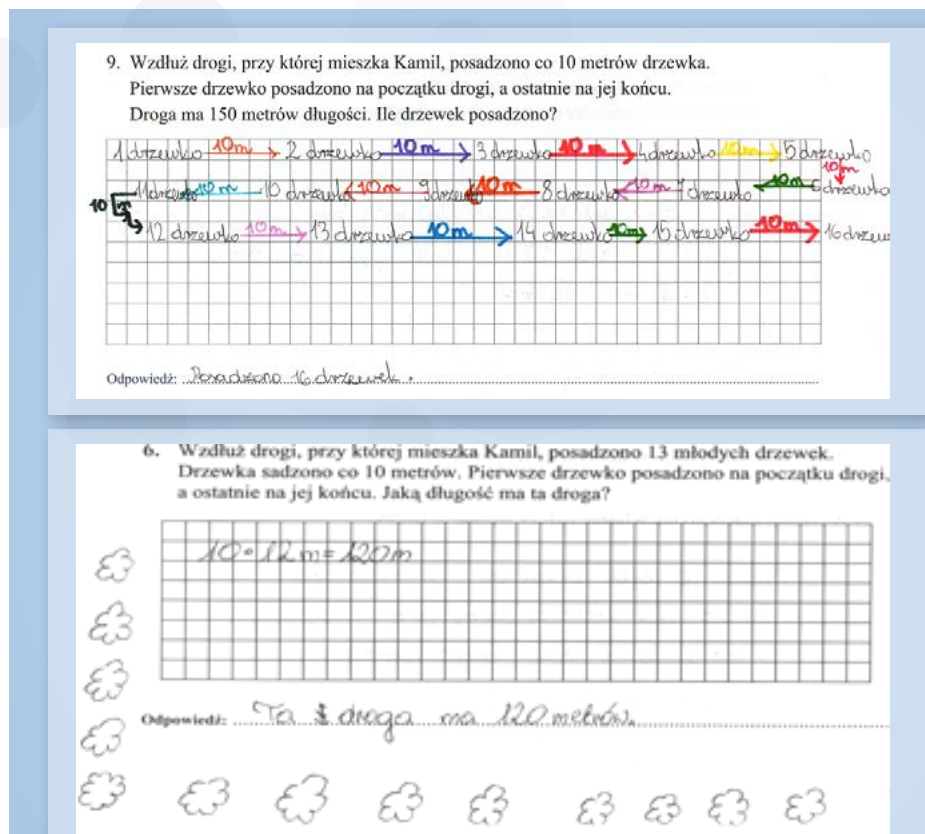 9. Wzdłuż drogi, przy której mieszka Kamil, posadzono co 10 metrów drzewka.
Pierwsze drzewko posadzono na początku drogi, a ostatnie na jej końcu.
Droga ma 150 metrów długości. Ile drzewek posadzono?
1 drzewko 10m 2 drzewko 10m 3 drzewko 10m 4 drzewko 10m 5 drzewko
10m
11 drzewko 10m 10 drzewko 10m 9 drzewko 10m 8 drzewko 10m 7 drzewko 10m 6 drzewko
10
12 drzewko 10m 13 drzewko 10m 14 drzewko 10m 15 drzewko 10m 16 drzew
Odpowiedź: Posadzono 16 drzewek.
6. Wzdłuż drogi, przy której mieszka Kamil, posadzono 13 młodych drzewek.
Drzewka sadzono co 10 metrów. Pierwsze drzewko posadzono na początku drogi,
a ostatnie na jej końcu. Jaką długość ma ta droga?
10 • 12 m = 120 m
Odpowiedź: Ta droga ma 120 metrów.